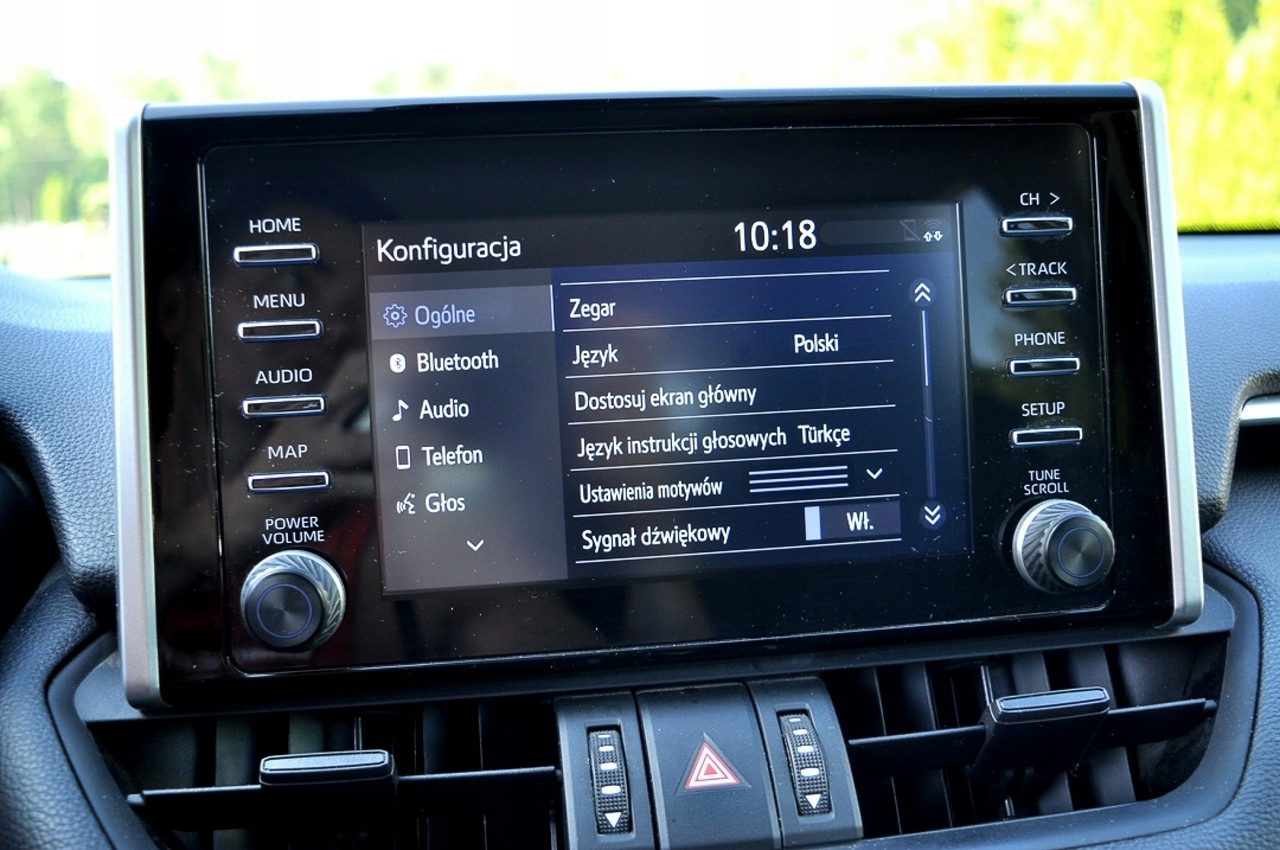 HOME
MENU
AUDIO
MAP
POWER
VOLUME
Konfiguracja
10:18
Ogólne
Bluetooth
Audio
Telefon
Głos
Zegar
Język Polski
Dostosuj ekran główny
Język instrukcji głosowych Türkçe
Ustawienia motywów
Sygnał dźwiękowy Wł.
CH >
< TRACK
PHONE
SETUP
TUNE
SCROLL